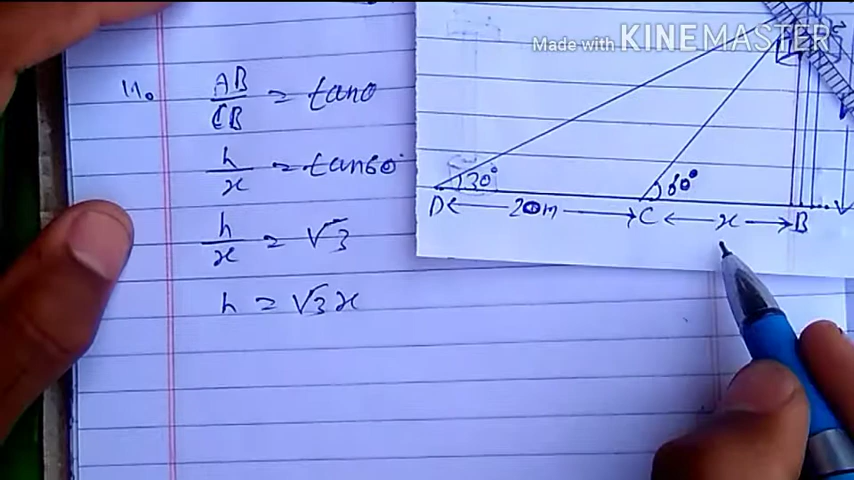 Made with KINEMASTER
11. AB/CB = tanθ
h/x = tan60°
h/x = √3
h = √3x
30°
60°
D 20m C x B